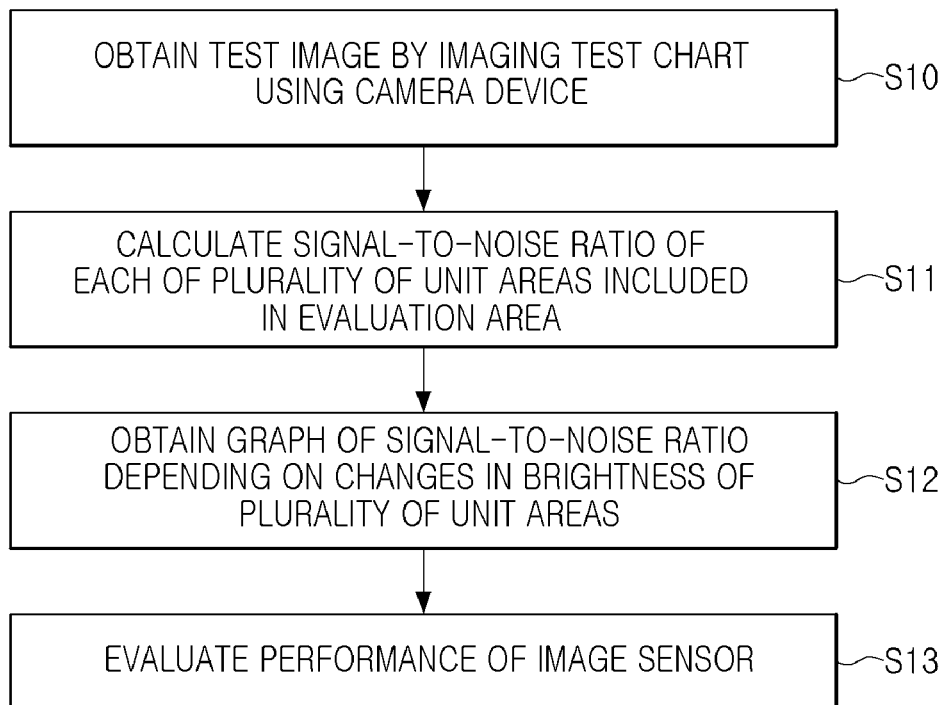 OBTAIN TEST IMAGE BY IMAGING TEST CHART
USING CAMERA DEVICE
S10
CALCULATE SIGNAL-TO-NOISE RATIO OF
EACH OF PLURALITY OF UNIT AREAS INCLUDED
IN EVALUATION AREA
S11
OBTAIN GRAPH OF SIGNAL-TO-NOISE RATIO
DEPENDING ON CHANGES IN BRIGHTNESS OF
PLURALITY OF UNIT AREAS
S12
EVALUATE PERFORMANCE OF IMAGE SENSOR
S13